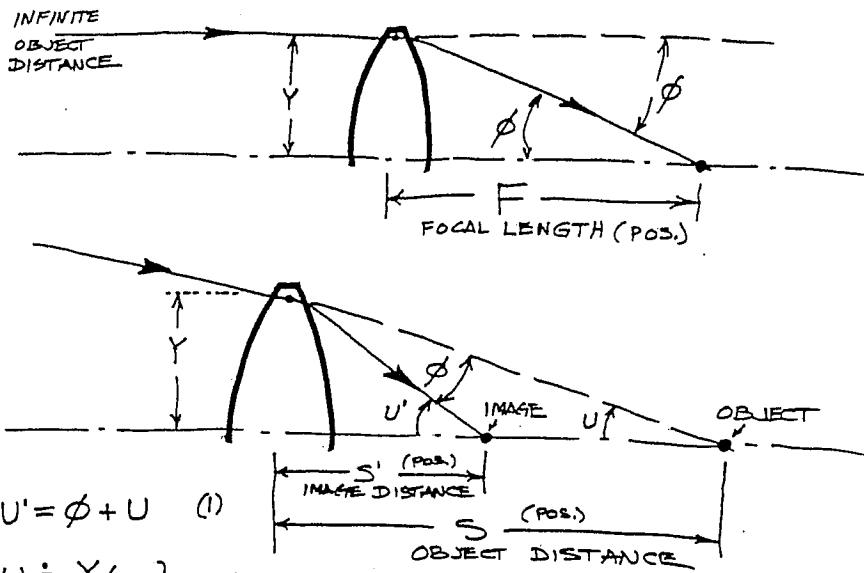 INFINITE
OBJECT
DISTANCE
Y
ϕ
ϕ
F
FOCAL LENGTH (POS.)
Y
ϕ
U'
IMAGE
U
OBJECT
S' (POS.)
IMAGE DISTANCE
S (POS.)
OBJECT DISTANCE
U' = ϕ + U (1)